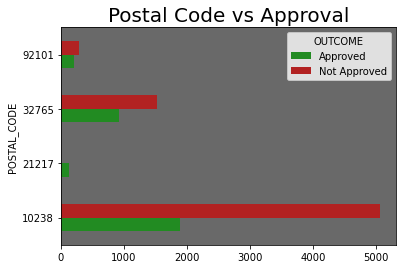 Postal Code vs Approval
OUTCOME
Approved
Not Approved
POSTAL_CODE
92101
32765
21217
10238
0
1000
2000
3000
4000
5000